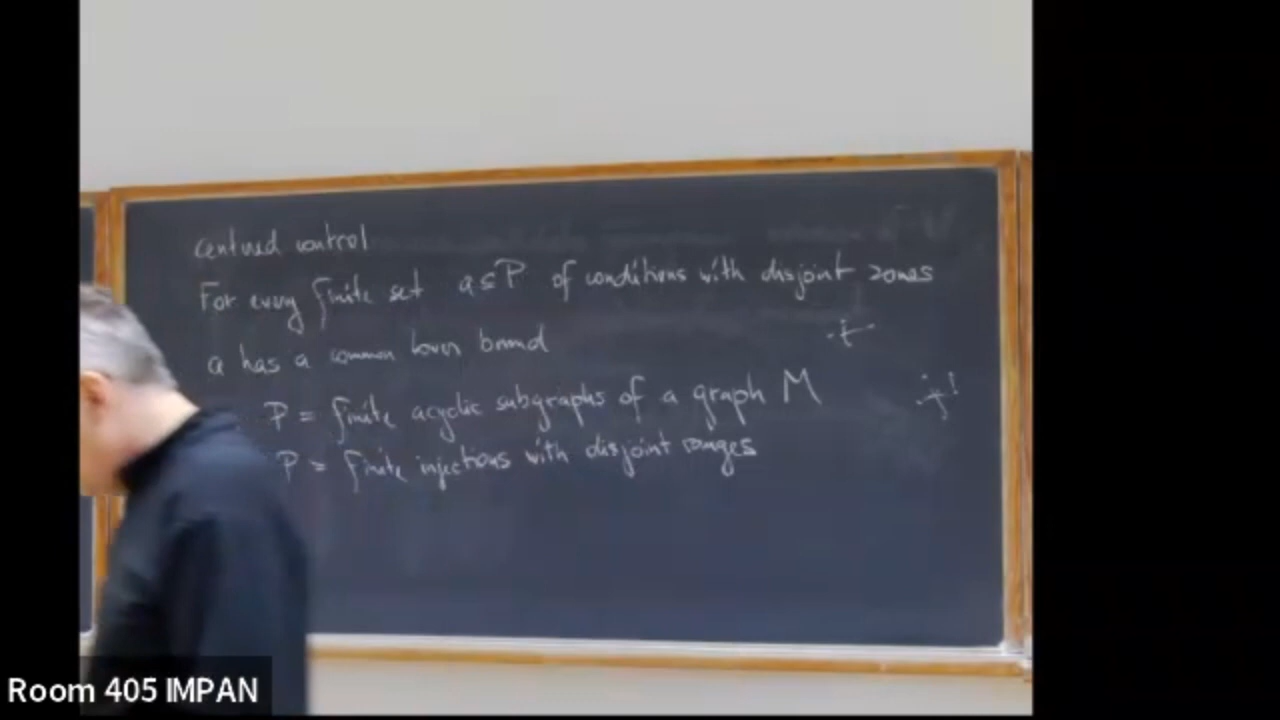 centered control
For every finite set a ⊆ P of conditions with disjoint zones
a has a common lower bound
P = finite acyclic subgraphs of a graph M
P = finite injections with disjoint ranges
Room 405 IMPAN